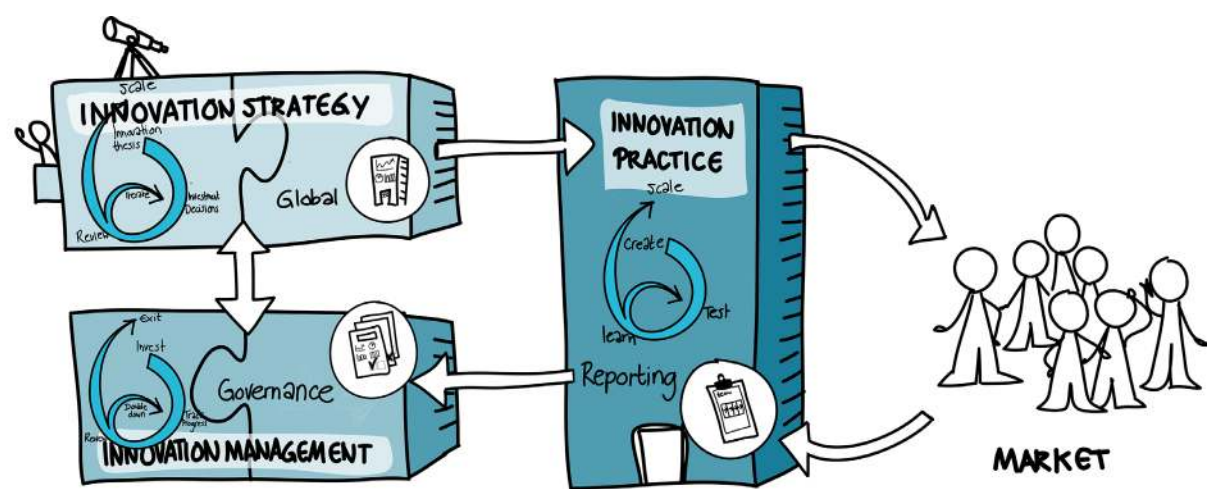 Scale
INNOVATION STRATEGY
Innovation
thesis
Iterate
Investment
Decisions
Review
Global
Exit
Invest
Double
down
Track
Progress
Review
Governance
INNOVATION MANAGEMENT
INNOVATION
PRACTICE
Scale
Create
Test
learn
Reporting
MARKET